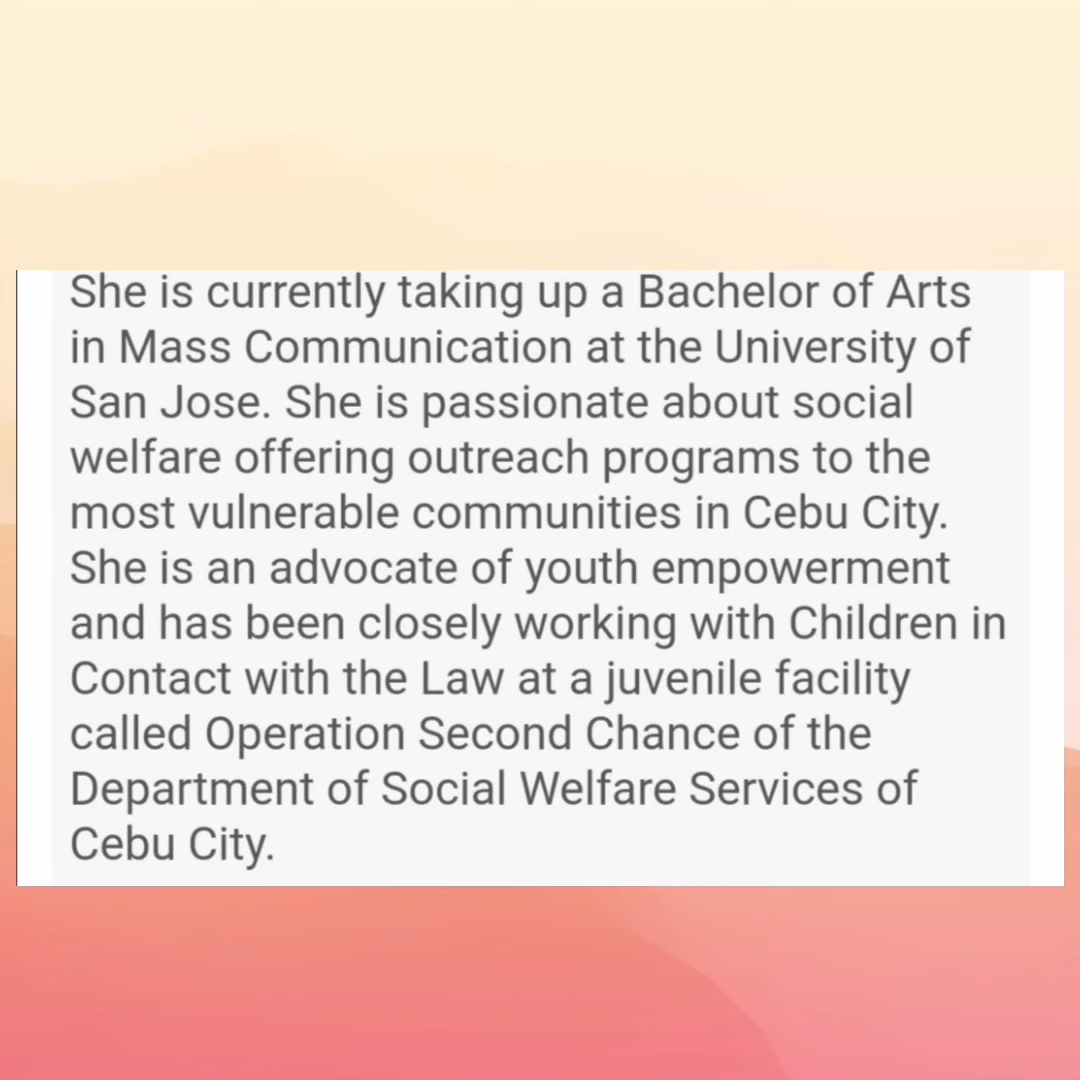 She is currently taking up a Bachelor of Arts
in Mass Communication at the University of
San Jose. She is passionate about social
welfare offering outreach programs to the
most vulnerable communities in Cebu City.
She is an advocate of youth empowerment
and has been closely working with Children in
Contact with the Law at a juvenile facility
called Operation Second Chance of the
Department of Social Welfare Services of
Cebu City.